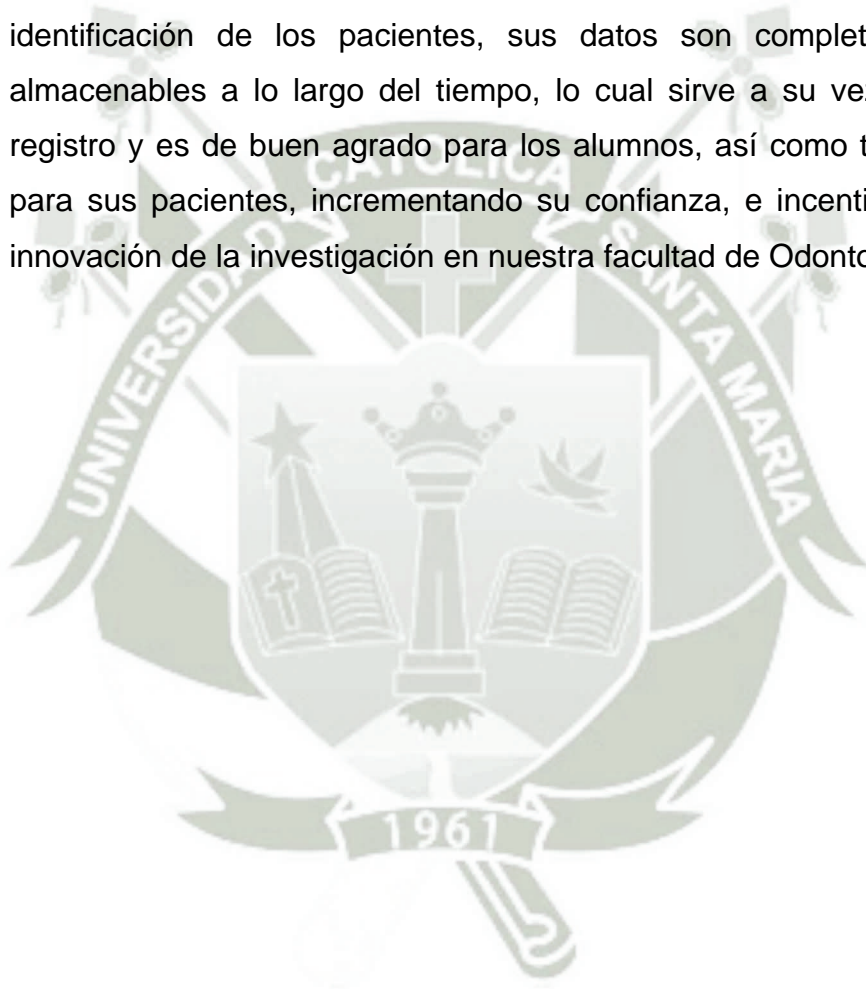 identificación de los pacientes, sus datos son complet
almacenables a lo largo del tiempo, lo cual sirve a su vez
registro y es de buen agrado para los alumnos, así como t
para sus pacientes, incrementando su confianza, e incenti
innovación de la investigación en nuestra facultad de Odonto
UNIVERSIDAD CATOLICA SANTA MARIA
1961